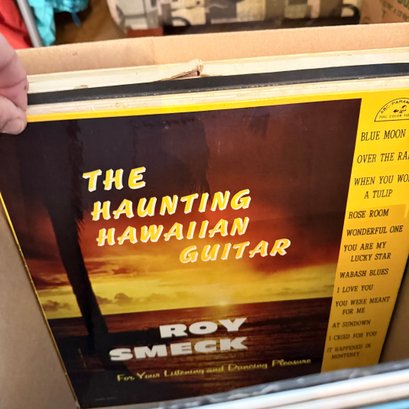 THE
HAUNTING
HAWAIIAN
GUITAR
ROY
SMECK
For Your Listening and Dancing Pleasure
BLUE MOON
OVER THE
WHEN YOU
A TULIP
ROSE ROOM
WONDERFUL ONE
YOU ARE MY
LUCKY STAR
WABASH BLUES
I LOVE YOU
YOU WERE MEANT
FOR ME
AT SUNDOWN
I CRIED FOR YOU
IT HAPPENED IN
MONTEREY